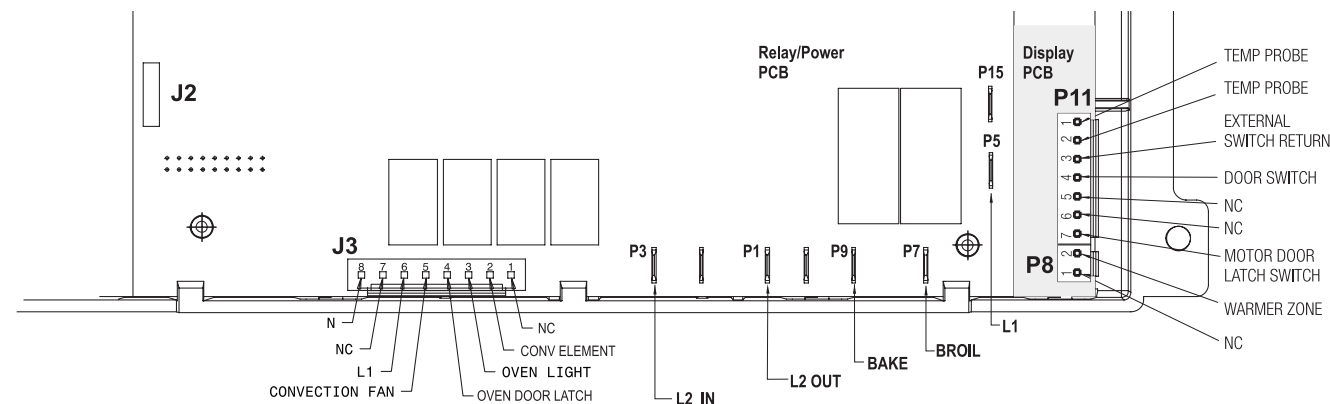 Relay/Power
PCB
Display
PCB
J2
P15
P11
P5
TEMP PROBE
TEMP PROBE
EXTERNAL
SWITCH RETURN
DOOR SWITCH
NC
NC
MOTOR DOOR
LATCH SWITCH
WARMER ZONE
NC
1
2
3
4
5
6
7
P8
2
1
J3
8 7 6 5 4 3 2 1
P3
P1
P9
P7
N
NC
L1
CONVECTION FAN
OVEN DOOR LATCH
OVEN LIGHT
CONV ELEMENT
NC
L2 IN
L2 OUT
BAKE
BROIL
L1